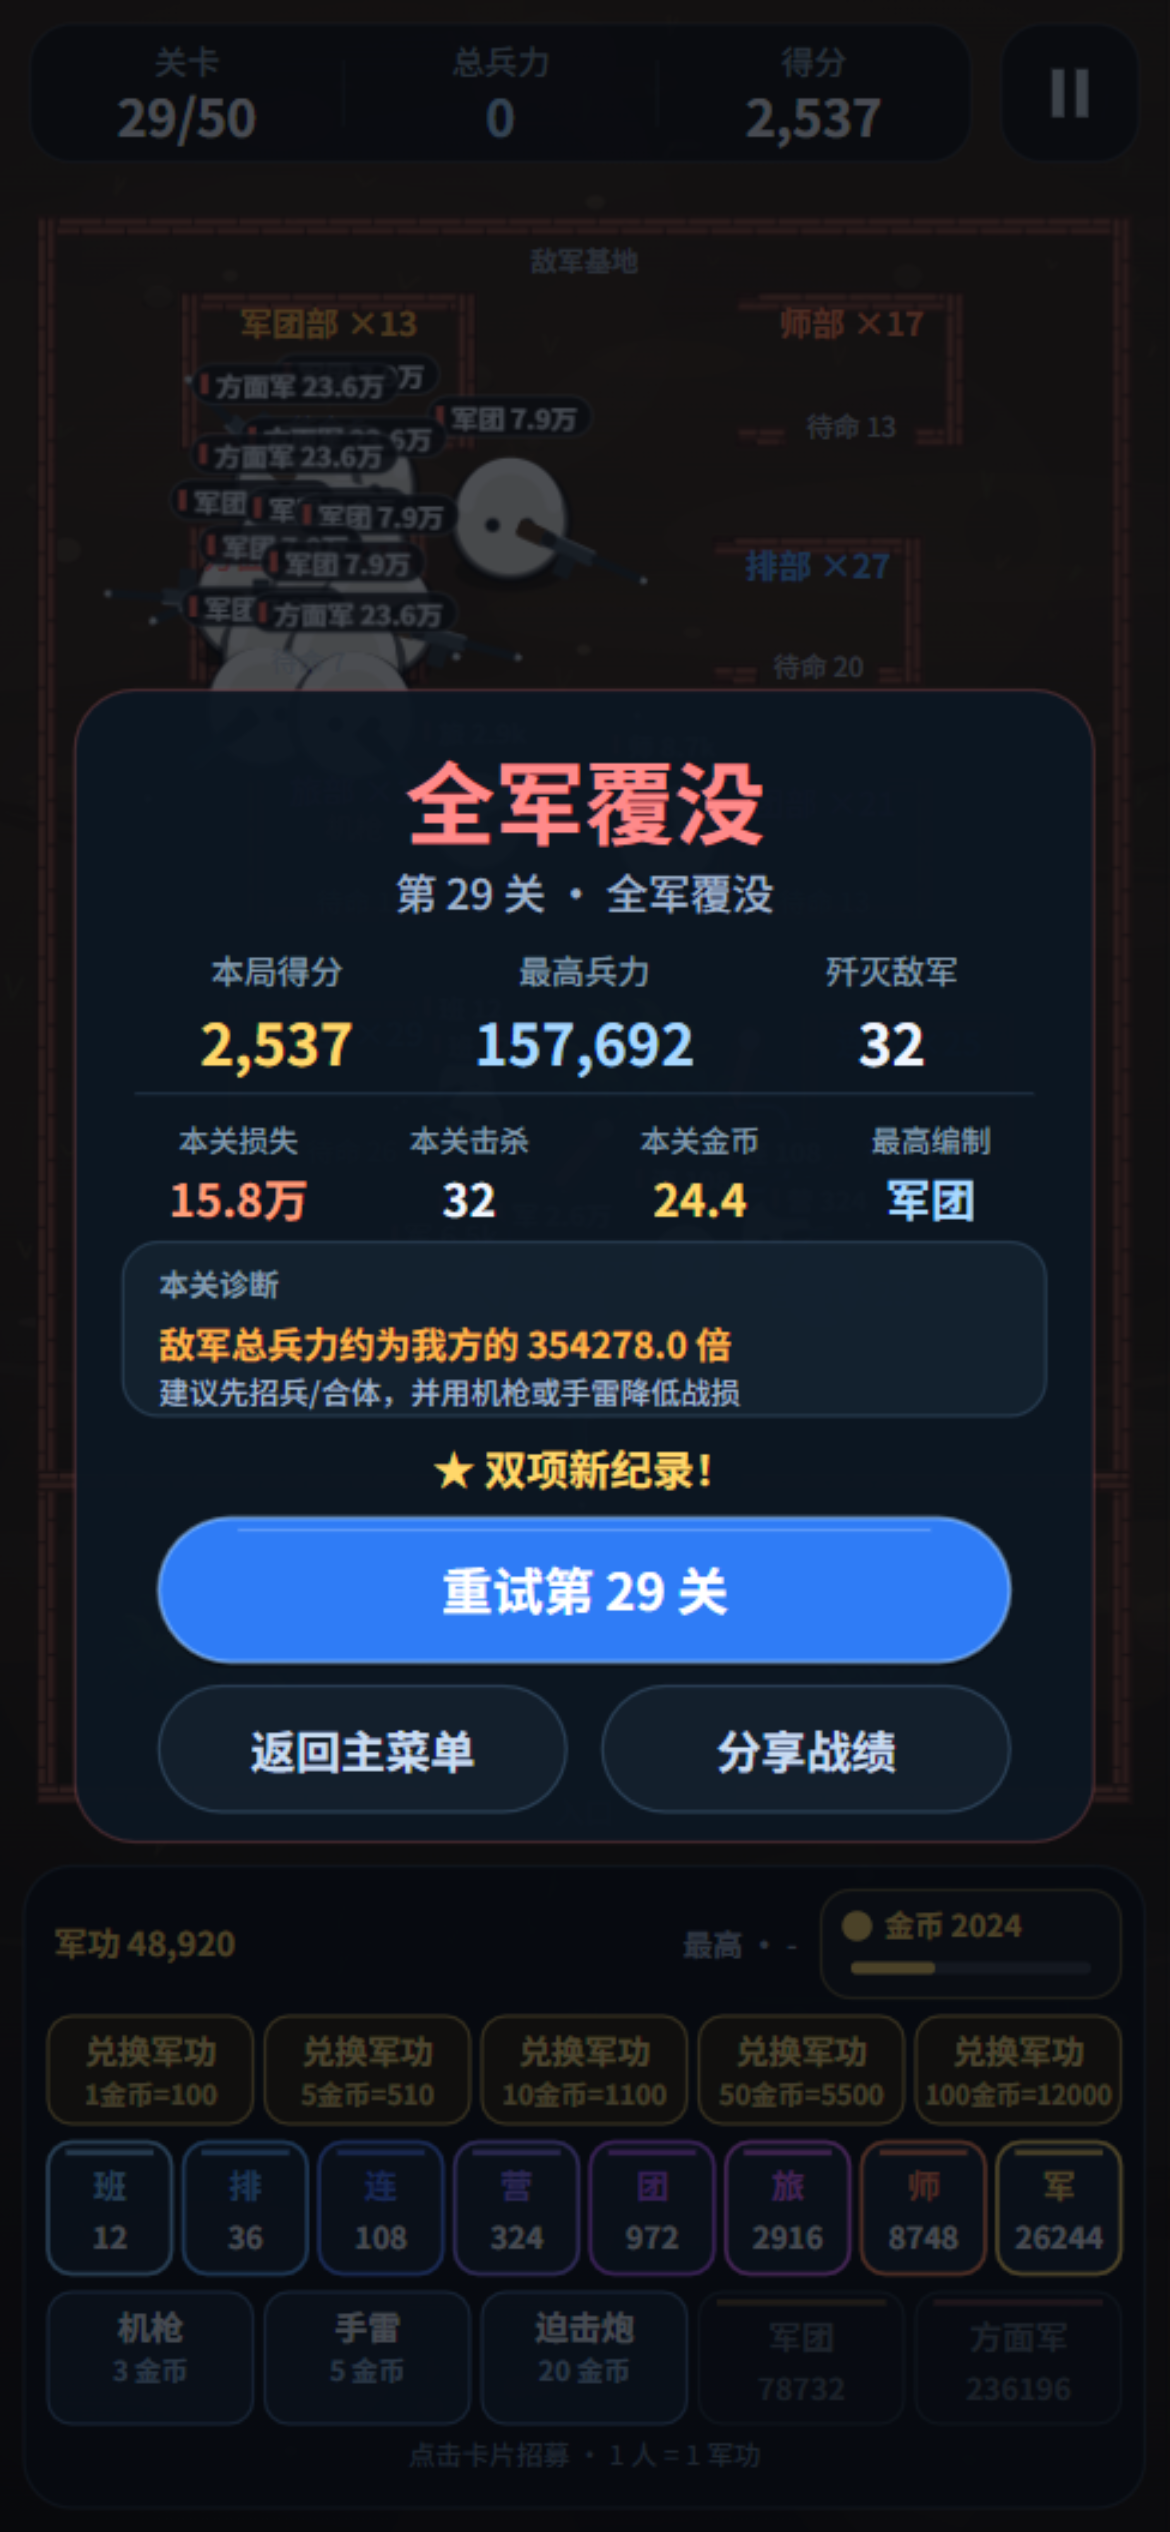 关卡
总兵力
得分
29/50
0
2,537
敌军基地
军团部 ×13
师部 ×17
方面军 23.6万
万
军团 7.9万
6万
方面军 23.6万
待命 13
军团
军
军团 7.9万
军团
军团 7.9万
排部 ×27
军团
方面军 23.6万
待命 20
全军覆没
第 29 关 · 全军覆没
本局得分
最高兵力
歼灭敌军
2,537
157,692
32
本关损失
本关击杀
本关金币
最高编制
15.8万
32
24.4
军团
本关诊断
敌军总兵力约为我方的 354278.0 倍
建议先招兵/合体，并用机枪或手雷降低战损
★ 双项新纪录！
重试第 29 关
返回主菜单
分享战绩
军功 48,920
最高 · -
金币 2024
兑换军功
1金币=100
兑换军功
5金币=510
兑换军功
10金币=1100
兑换军功
50金币=5500
兑换军功
100金币=12000
班
12
排
36
连
108
营
324
团
972
旅
2916
师
8748
军
26244
机枪
3 金币
手雷
5 金币
迫击炮
20 金币
军团
78732
方面军
236196
点击卡片招募 · 1 人 = 1 军功